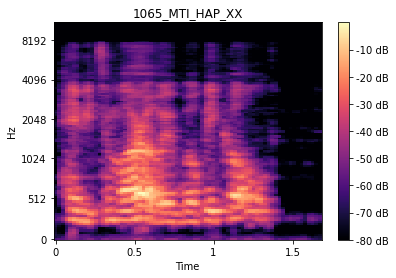 1065_MTI_HAP_XX
8192
4096
2048
1024
512
0
Hz
0
0.5
1
1.5
Time
-10 dB
-20 dB
-30 dB
-40 dB
-50 dB
-60 dB
-70 dB
-80 dB